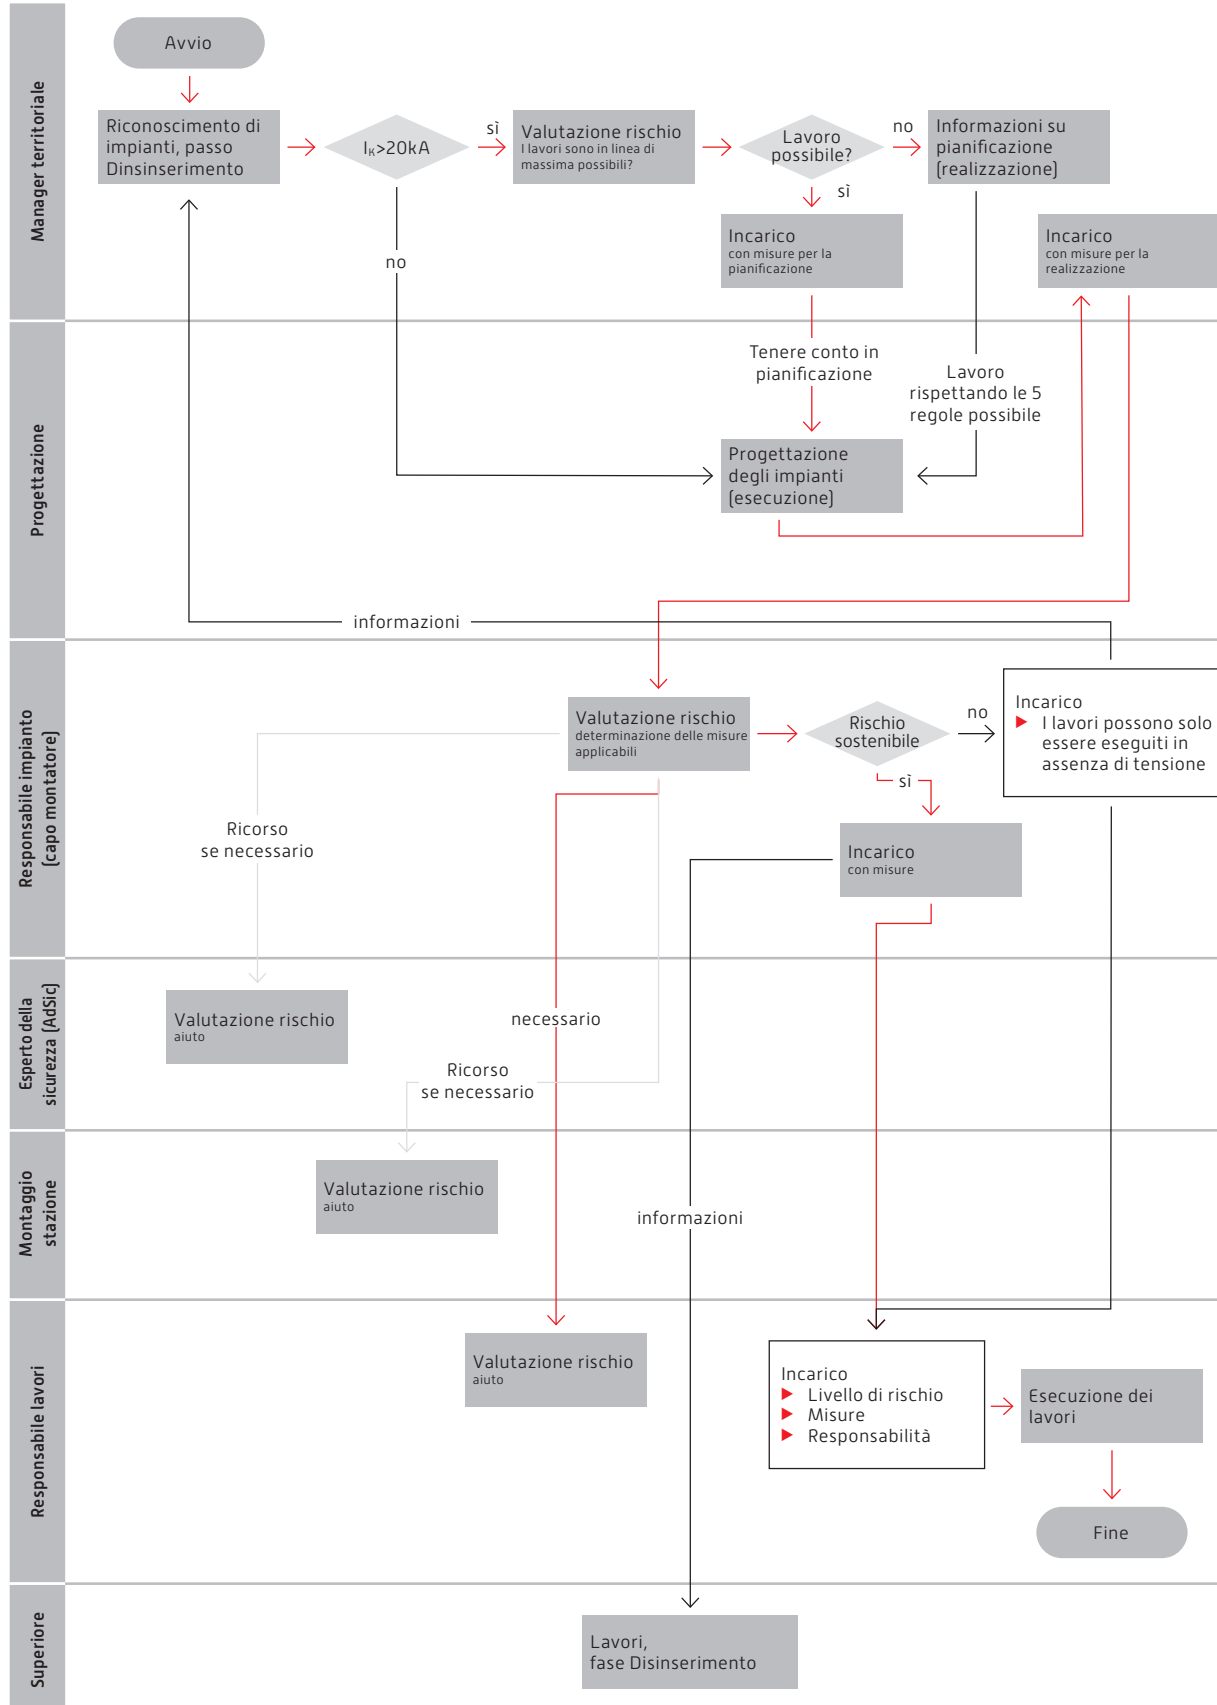 Manager territoriale
Avvio
Riconoscimento di
impianti, passo
Dinsinserimento
I_K>20kA
sì
no
Valutazione rischio
I lavori sono in linea di
massima possibili?
Lavoro
possibile?
no
sì
Informazioni su
pianificazione
(realizzazione)
Incarico
con misure per la
pianificazione
Incarico
con misure per la
realizzazione
Progettazione
Tenere conto in
pianificazione
Lavoro
rispettando le 5
regole possibile
Progettazione
degli impianti
(esecuzione)
informazioni
Responsabile impianto
(capo montatore)
Valutazione rischio
determinazione delle misure
applicabili
Rischio
sostenibile
no
sì
Incarico
► I lavori possono solo
essere eseguiti in
assenza di tensione
Ricorso
se necessario
Incarico
con misure
Esperto della
sicurezza (AdSic)
Valutazione rischio
aiuto
necessario
Ricorso
se necessario
Montaggio
stazione
Valutazione rischio
aiuto
informazioni
Responsabile lavori
Valutazione rischio
aiuto
Incarico
► Livello di rischio
► Misure
► Responsabilità
Esecuzione dei
lavori
Fine
Superiore
Lavori,
fase Disinserimento